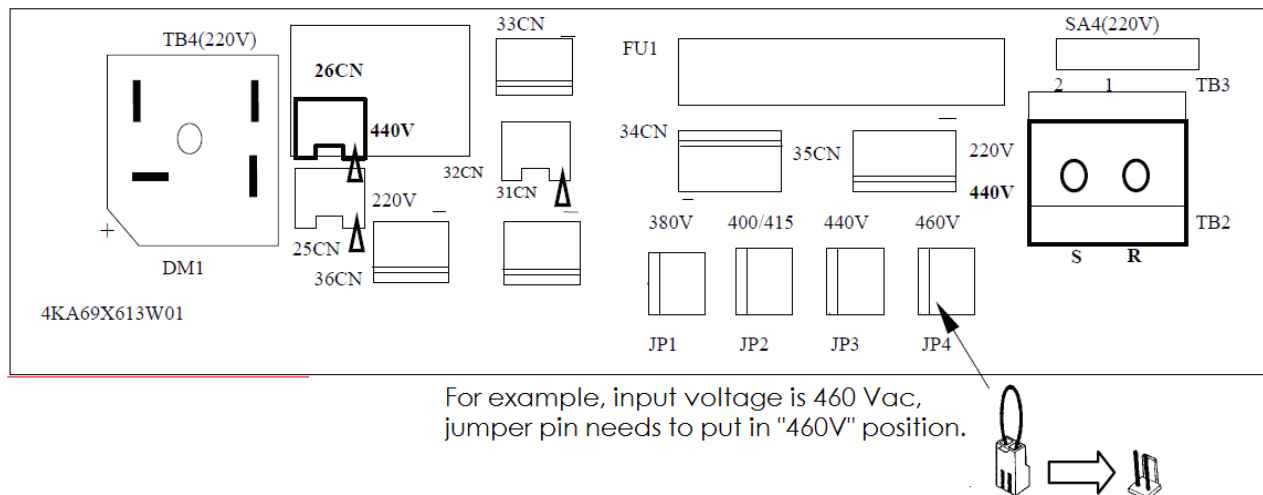 33CN
TB4(220V)
FU1
SA4(220V)
26CN
2 1 TB3
440V
34CN
35CN
220V
32CN
31CN
440V
220V
380V 400/415 440V 460V
TB2
+
25CN
S R
DM1
36CN
4KA69X613W01
JP1 JP2 JP3 JP4
For example, input voltage is 460 Vac,
jumper pin needs to put in "460V" position.